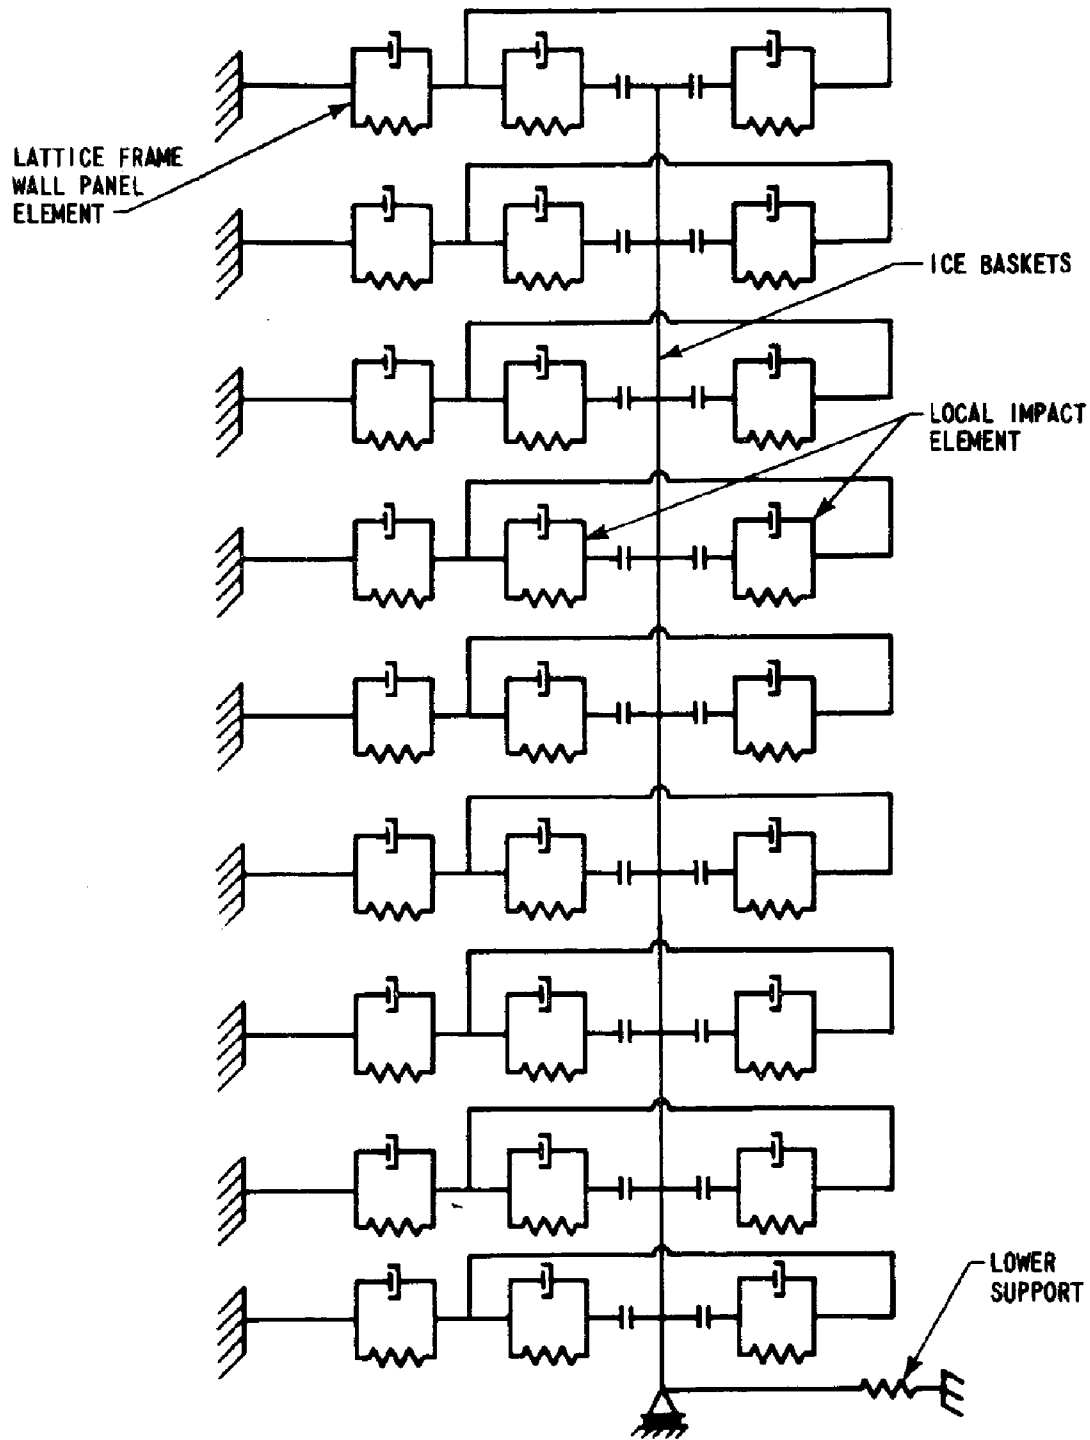 LATTICE FRAME
WALL PANEL
ELEMENT
ICE BASKETS
LOCAL IMPACT
ELEMENT
LOWER
SUPPORT